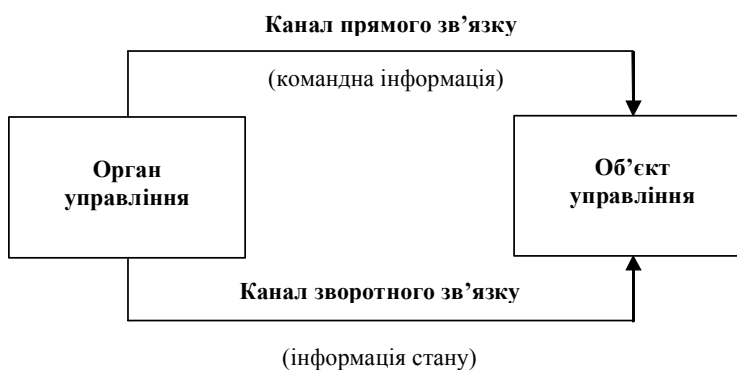 Канал прямого зв’язку
(командна інформація)
Орган
управління
Об’єкт
управління
Канал зворотного зв’язку
(інформація стану)